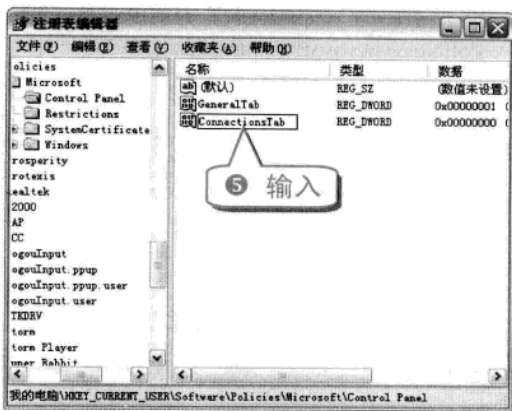 注册表编辑器
文件(F) 编辑(E) 查看(V) 收藏夹(A) 帮助(H)
olicies
Microsoft
Control Panel
Restrictions
SystemCertificate
Windows
rosperity
rotexis
ealtek
2000
AP
CC
ogouInput
ogouInput.ppup
ogouInput.ppup.user
ogouInput.user
TKDRV
torm
torm Player
uper Rabbit
名称 类型 数据
(默认) REG_SZ (数值未设置)
GeneralTab REG_DWORD 0x00000001 (
ConnectionsTab REG_DWORD 0x00000000 (
5 输入
我的电脑\HKEY_CURRENT_USER\Software\Policies\Microsoft\Control Panel